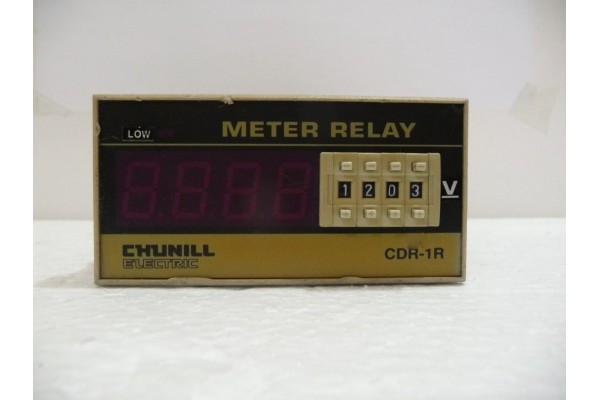 LOW
METER RELAY
1 2 0 3
V
CHUNILL
ELECTRIC
CDR-1R